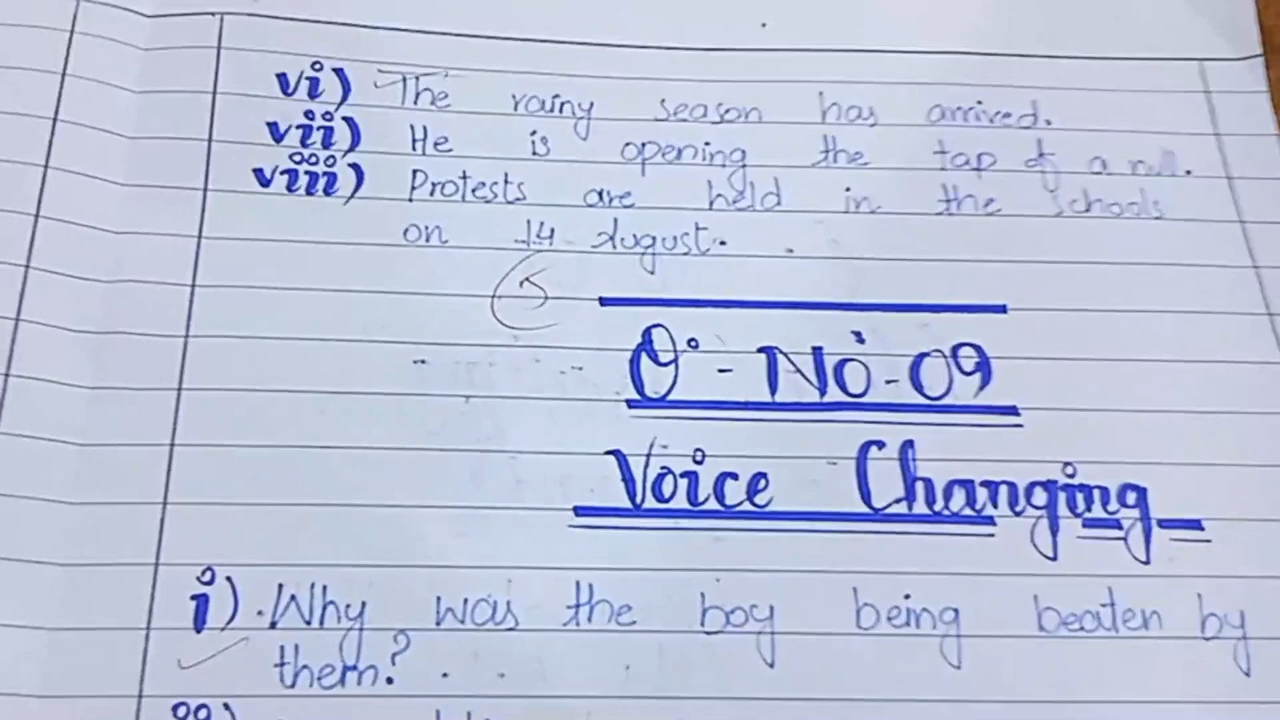 vi) The rainy season has arrived.
vii) He is opening the tap of a
viii) Protests are held in the schools
on 14 August.
5
Q.-No.-09
Voice Changing
i). Why was the boy being beaten by
them?